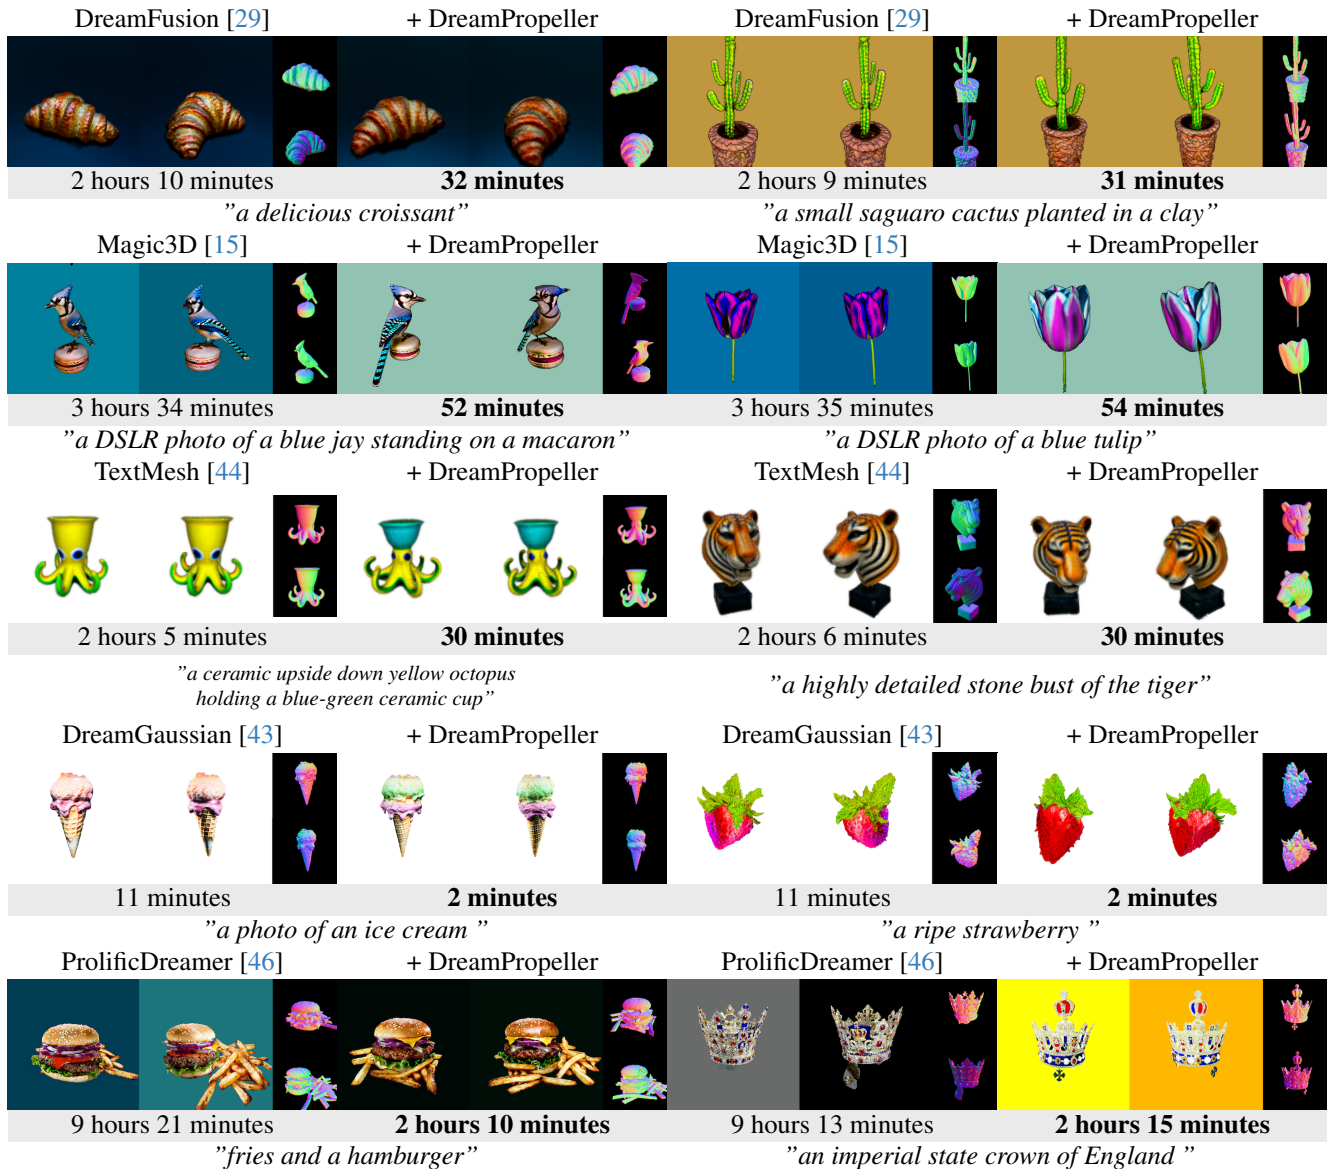 DreamFusion [29] + DreamPropeller DreamFusion [29] + DreamPropeller
2 hours 10 minutes 32 minutes 2 hours 9 minutes 31 minutes
"a delicious croissant" "a small saguaro cactus planted in a clay"
Magic3D [15] + DreamPropeller Magic3D [15] + DreamPropeller
3 hours 34 minutes 52 minutes 3 hours 35 minutes 54 minutes
"a DSLR photo of a blue jay standing on a macaron" "a DSLR photo of a blue tulip"
TextMesh [44] + DreamPropeller TextMesh [44] + DreamPropeller
2 hours 5 minutes 30 minutes 2 hours 6 minutes 30 minutes
"a ceramic upside down yellow octopus
holding a blue-green ceramic cup" "a highly detailed stone bust of the tiger"
DreamGaussian [43] + DreamPropeller DreamGaussian [43] + DreamPropeller
11 minutes 2 minutes 11 minutes 2 minutes
"a photo of an ice cream " "a ripe strawberry "
ProlificDreamer [46] + DreamPropeller ProlificDreamer [46] + DreamPropeller
9 hours 21 minutes 2 hours 10 minutes 9 hours 13 minutes 2 hours 15 minutes
"fries and a hamburger" "an imperial state crown of England "